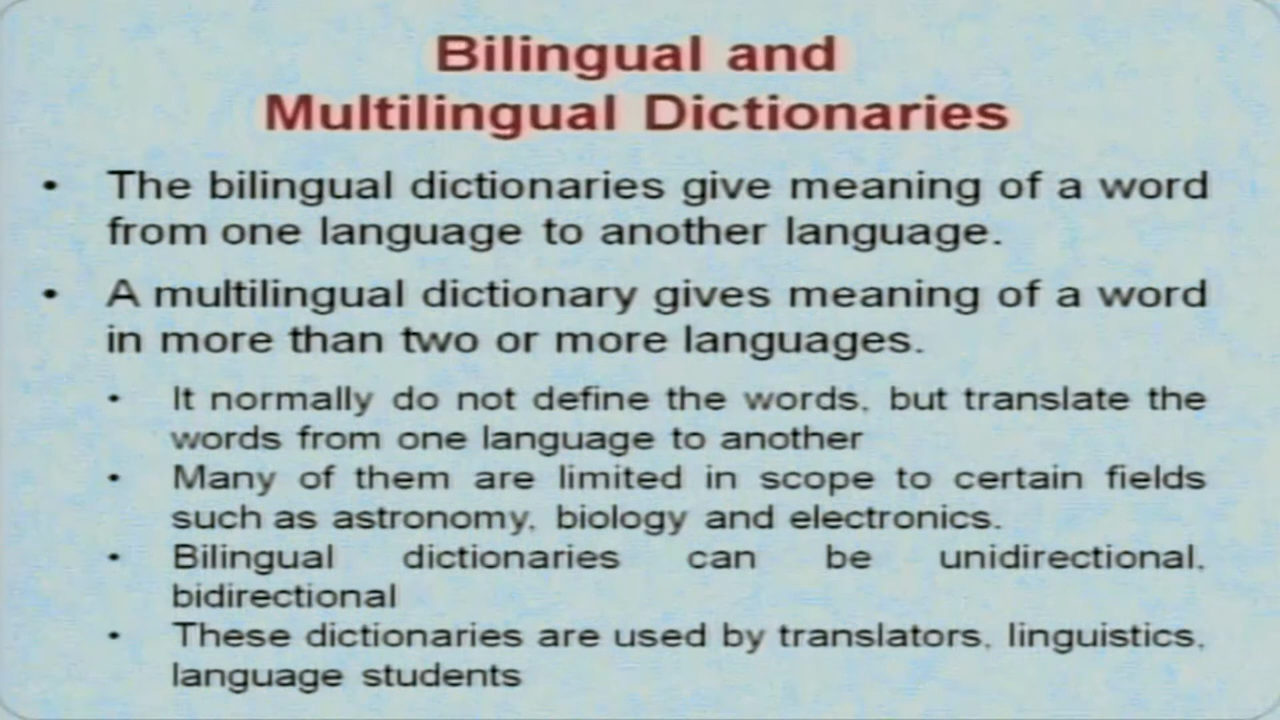 Bilingual and
Multilingual Dictionaries
• The bilingual dictionaries give meaning of a word
from one language to another language.
• A multilingual dictionary gives meaning of a word
in more than two or more languages.
• It normally do not define the words, but translate the
words from one language to another
• Many of them are limited in scope to certain fields
such as astronomy, biology and electronics.
• Bilingual dictionaries can be unidirectional,
bidirectional
• These dictionaries are used by translators, linguistics,
language students